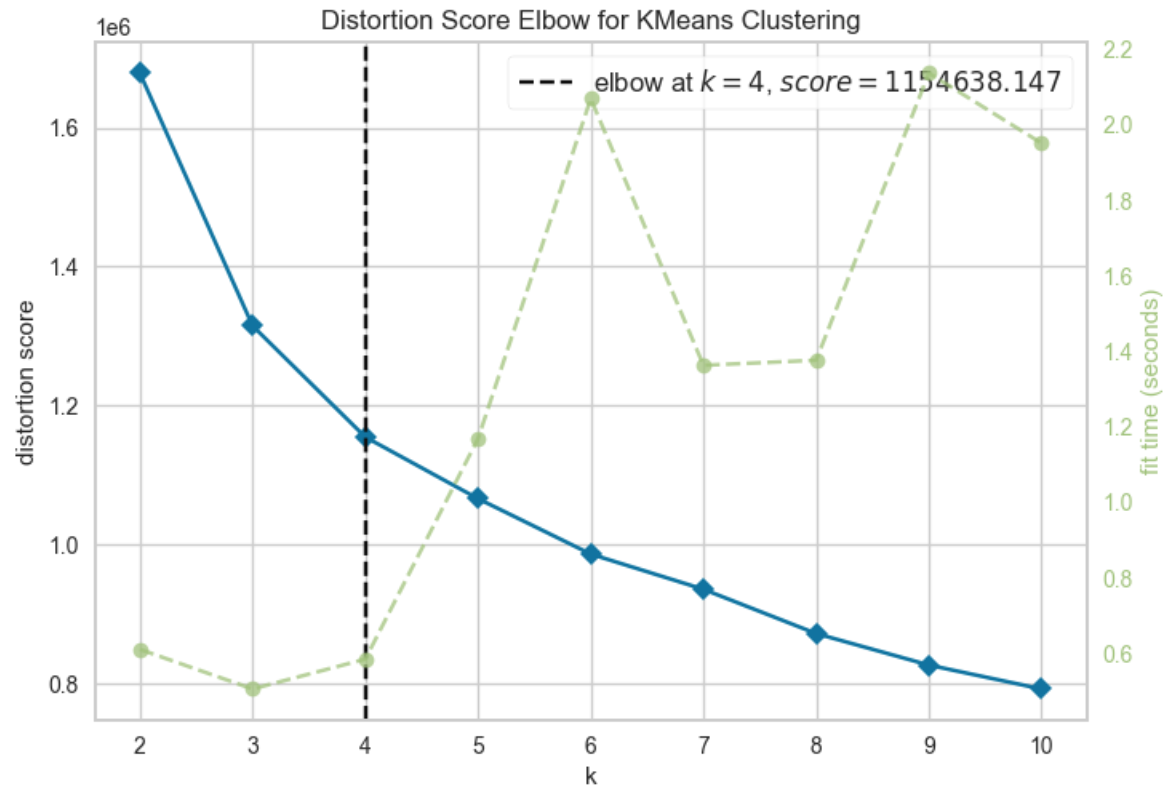 Distortion Score Elbow for KMeans Clustering
1e6
elbow at k = 4, score = 1154638.147
distortion score
1.6
1.4
1.2
1.0
0.8
2 3 4 5 6 7 8 9 10
k
2.2
2.0
1.8
1.6
1.4
1.2
1.0
0.8
0.6
fit time (seconds)